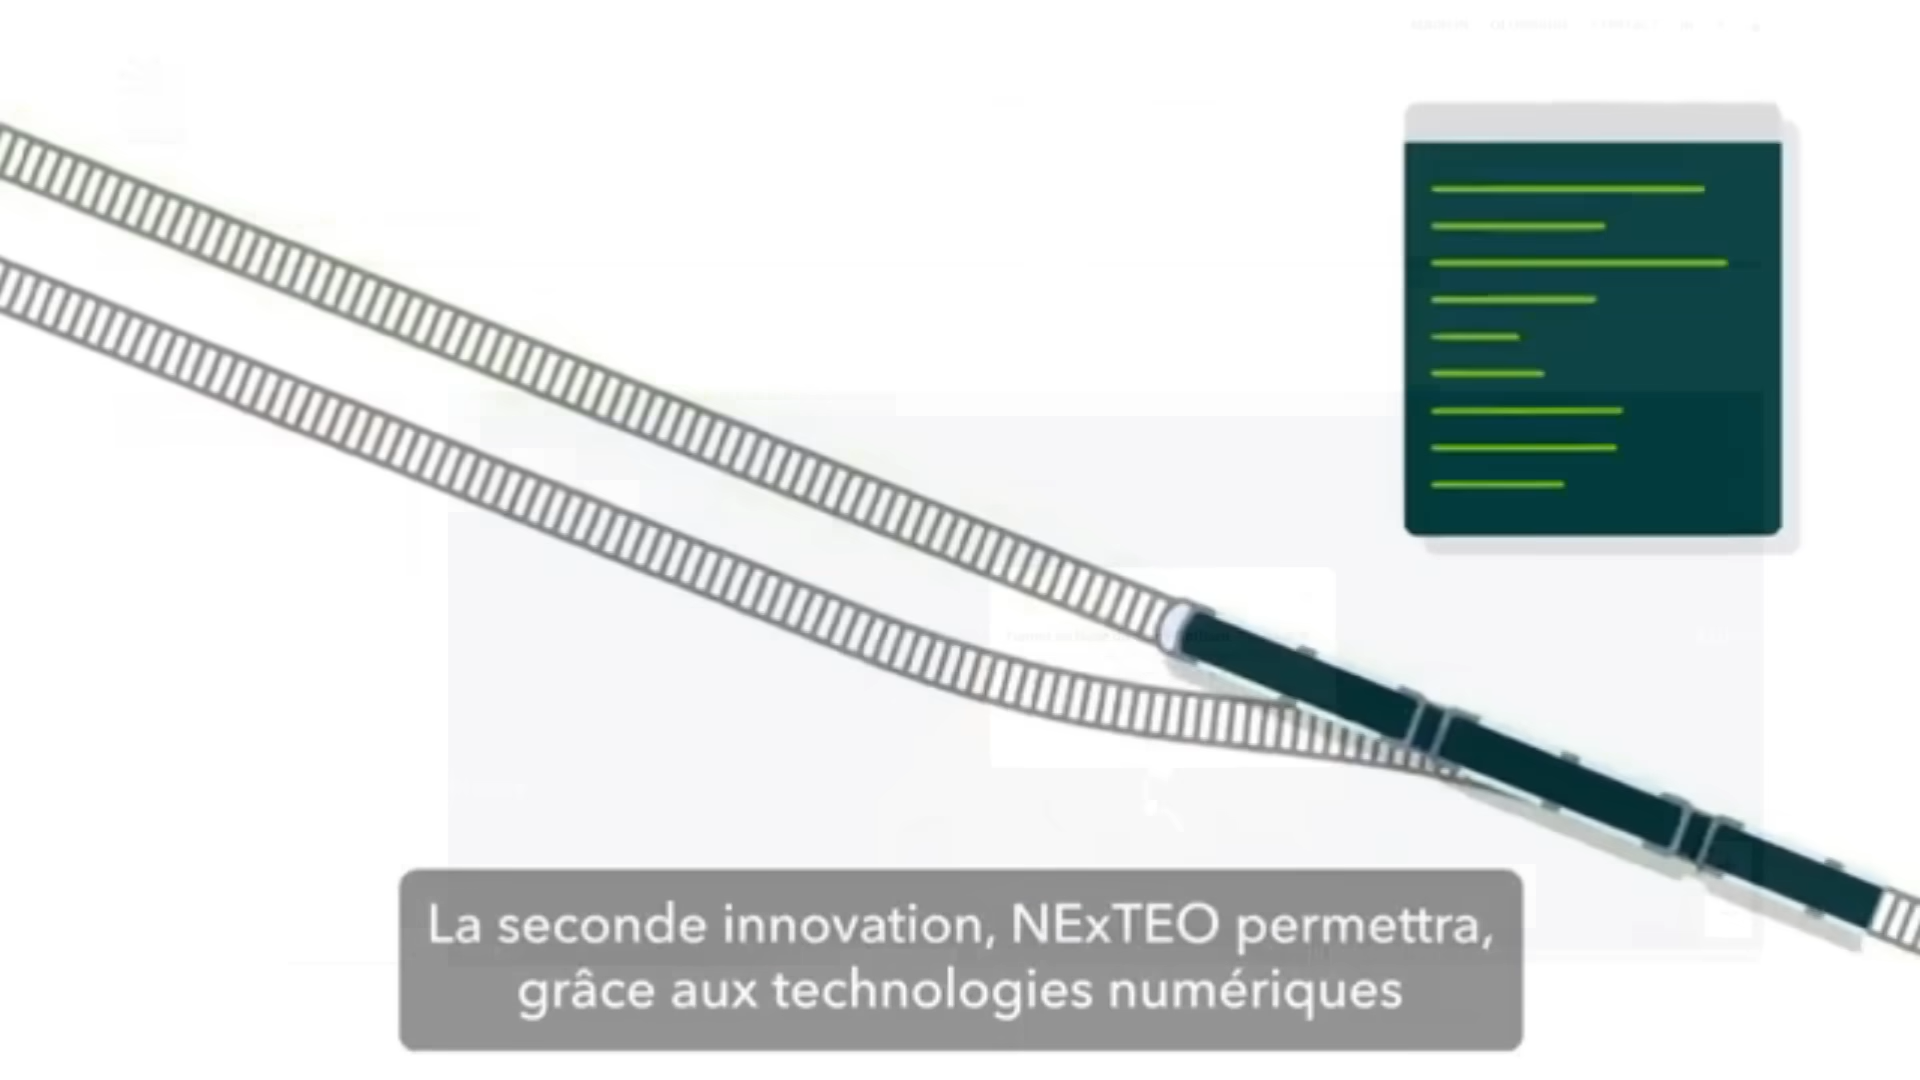 La seconde innovation, NExTEO permettra,
grâce aux technologies numériques